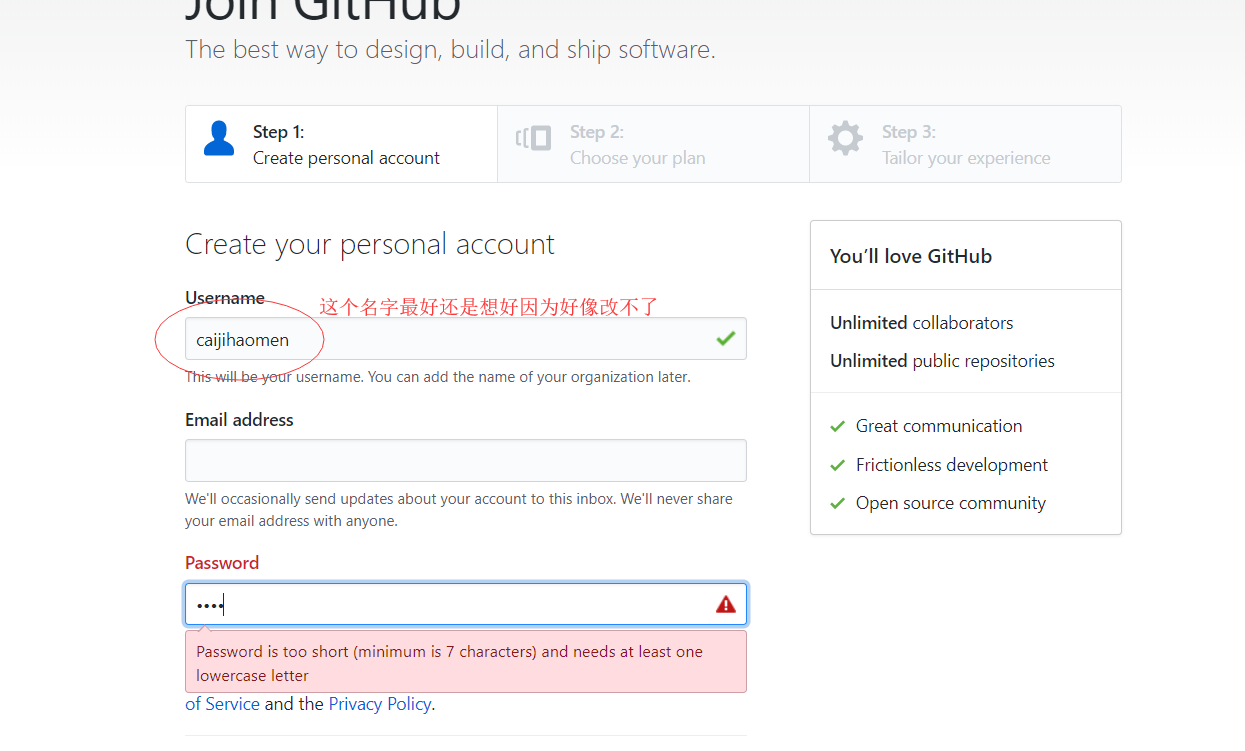 Join GitHub
The best way to design, build, and ship software.
Step 1:
Create personal account
Step 2:
Choose your plan
Step 3:
Tailor your experience
Create your personal account
Username
这个名字最好还是想好因为好像改不了
caijihaomen
This will be your username. You can add the name of your organization later.
Email address
We'll occasionally send updates about your account to this inbox. We'll never share
your email address with anyone.
Password
Password is too short (minimum is 7 characters) and needs at least one
lowercase letter
of Service and the Privacy Policy.
You’ll love GitHub
Unlimited collaborators
Unlimited public repositories
Great communication
Frictionless development
Open source community